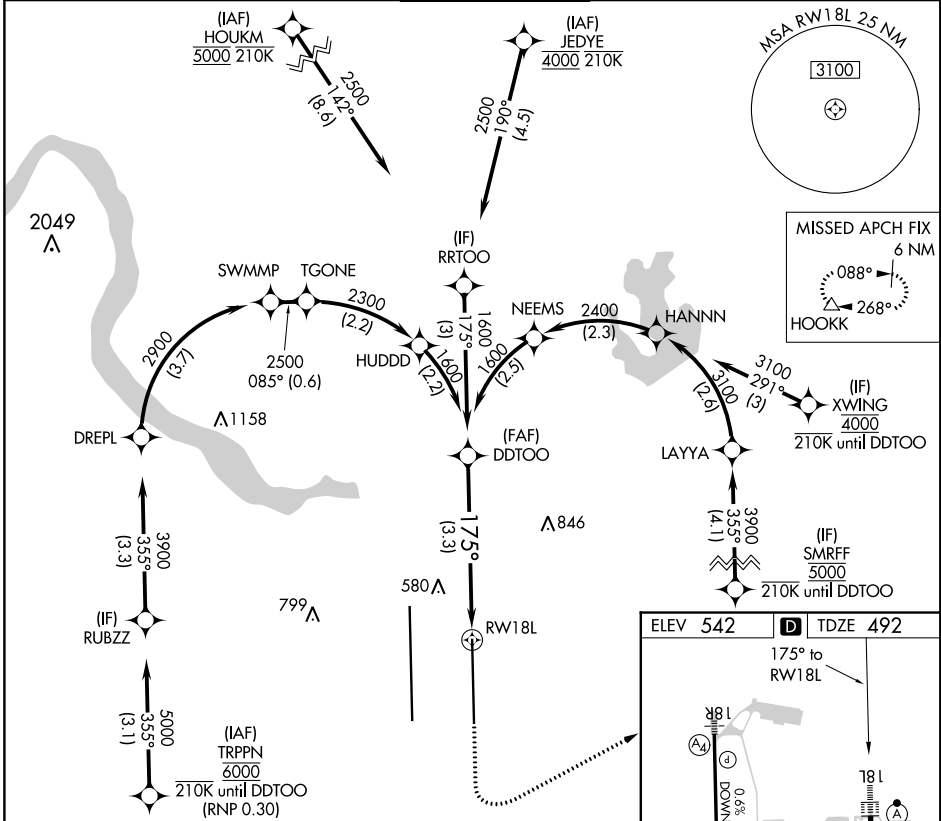 (IAF)
HOUKM
5000 210K
2500
142°
(8.6)
(IAF)
JEDYE
4000 210K
2500
190°
(4.5)
MSA RW18L 25 NM
3100
MISSED APCH FIX
6 NM
088°
268°
HOOKK
2049
SWMMP
TGONE
2300
(2.2)
(IF)
RRTOO
1600
175°
(3)
NEEMS
2400
(2.3)
HANNN
2900
(3.7)
2500
085° (0.6)
HUDDD
1600
(2.2)
1600
(2.5)
3100
(2.6)
3100
291°
(3)
(IF)
XWING
4000
210K until DDTOO
1158
DREPL
(FAF)
DDTOO
LAYYA
3900
355°
(3.3)
175°
(3.3)
846
3900
355°
(4.1)
(IF)
SMRFF
5000
210K until DDTOO
580
799
(IF)
RUBZZ
RW18L
5000
355°
(3.1)
(IAF)
TRPPN
6000
210K until DDTOO
(RNP 0.30)
ELEV 542
D
TDZE 492
175° to
RW18L
18R
A4
P
0.6%
DOWN
18L
A